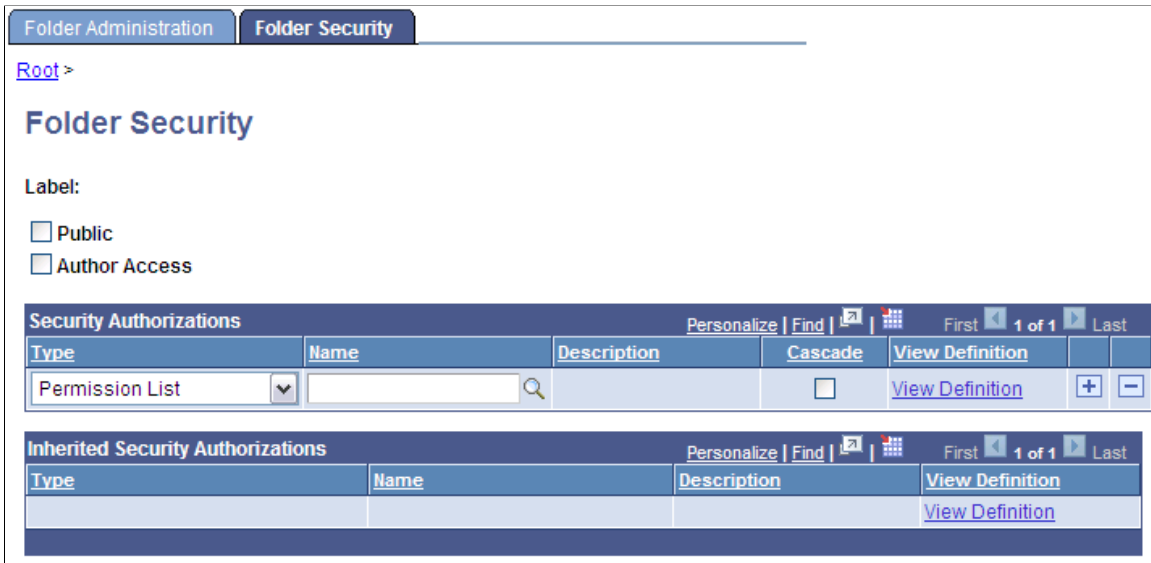 Folder Administration Folder Security
Root >
Folder Security
Label:
Public
Author Access
Security Authorizations Personalize | Find | | First 1 of 1 Last
Type Name Description Cascade View Definition
Permission List View Definition
Inherited Security Authorizations Personalize | Find | | First 1 of 1 Last
Type Name Description View Definition
View Definition